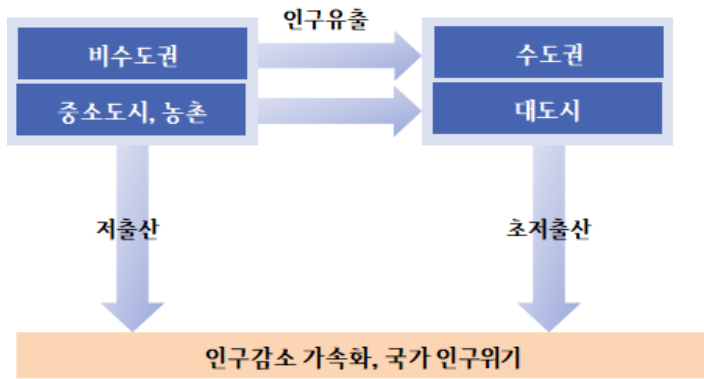 인구유출
비수도권
수도권
중소도시, 농촌
대도시
저출산
초저출산
인구감소 가속화, 국가 인구위기